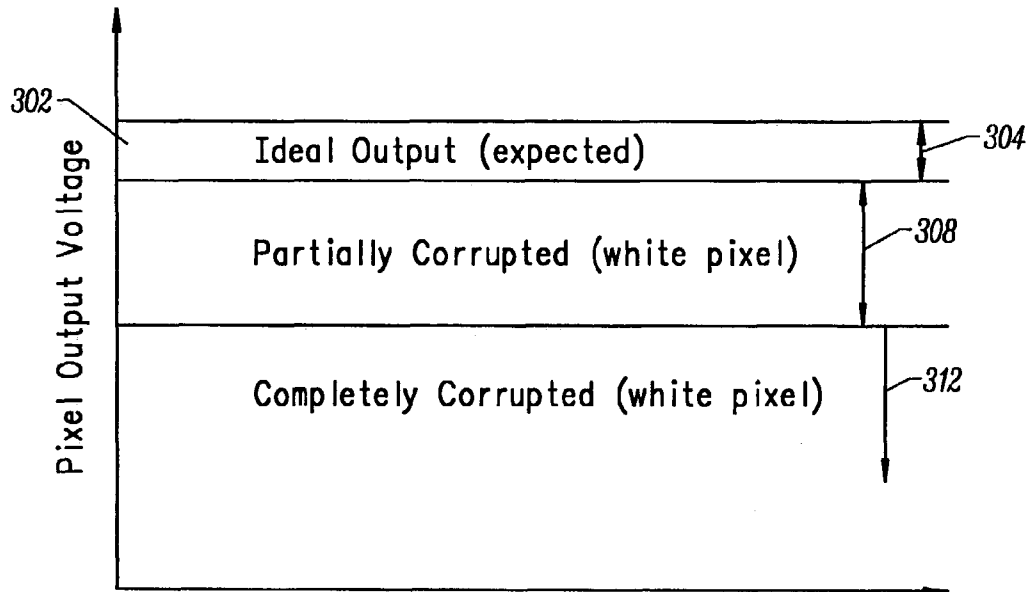 302
Ideal Output (expected)
304
Partially Corrupted (white pixel)
308
Completely Corrupted (white pixel)
312
Pixel Output Voltage